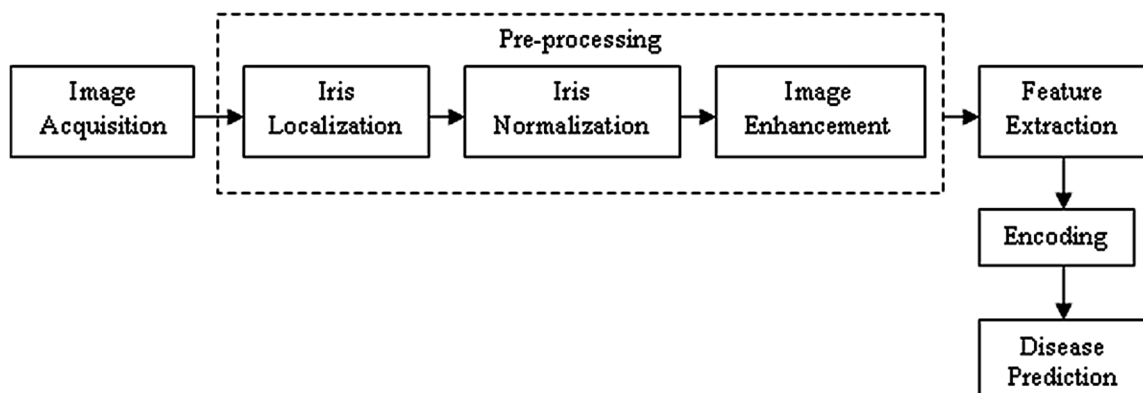 Pre-processing
Image
Acquisition
Iris
Localization
Iris
Normalization
Image
Enhancement
Feature
Extraction
Encoding
Disease
Prediction